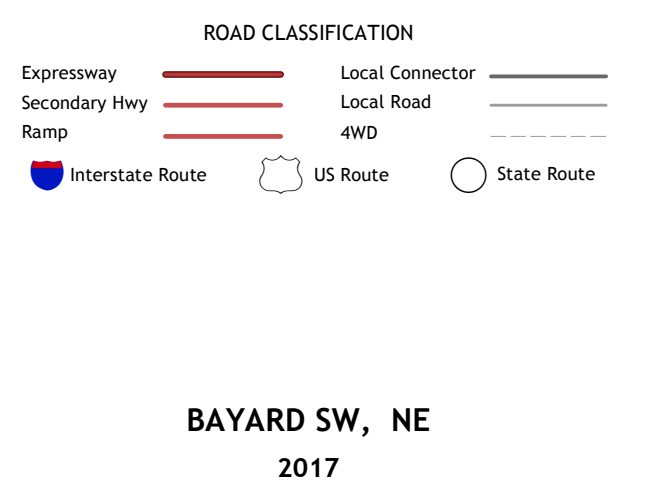 ROAD CLASSIFICATION
Expressway
Secondary Hwy
Ramp
Local Connector
Local Road
4WD
Interstate Route
US Route
State Route
BAYARD SW, NE
2017